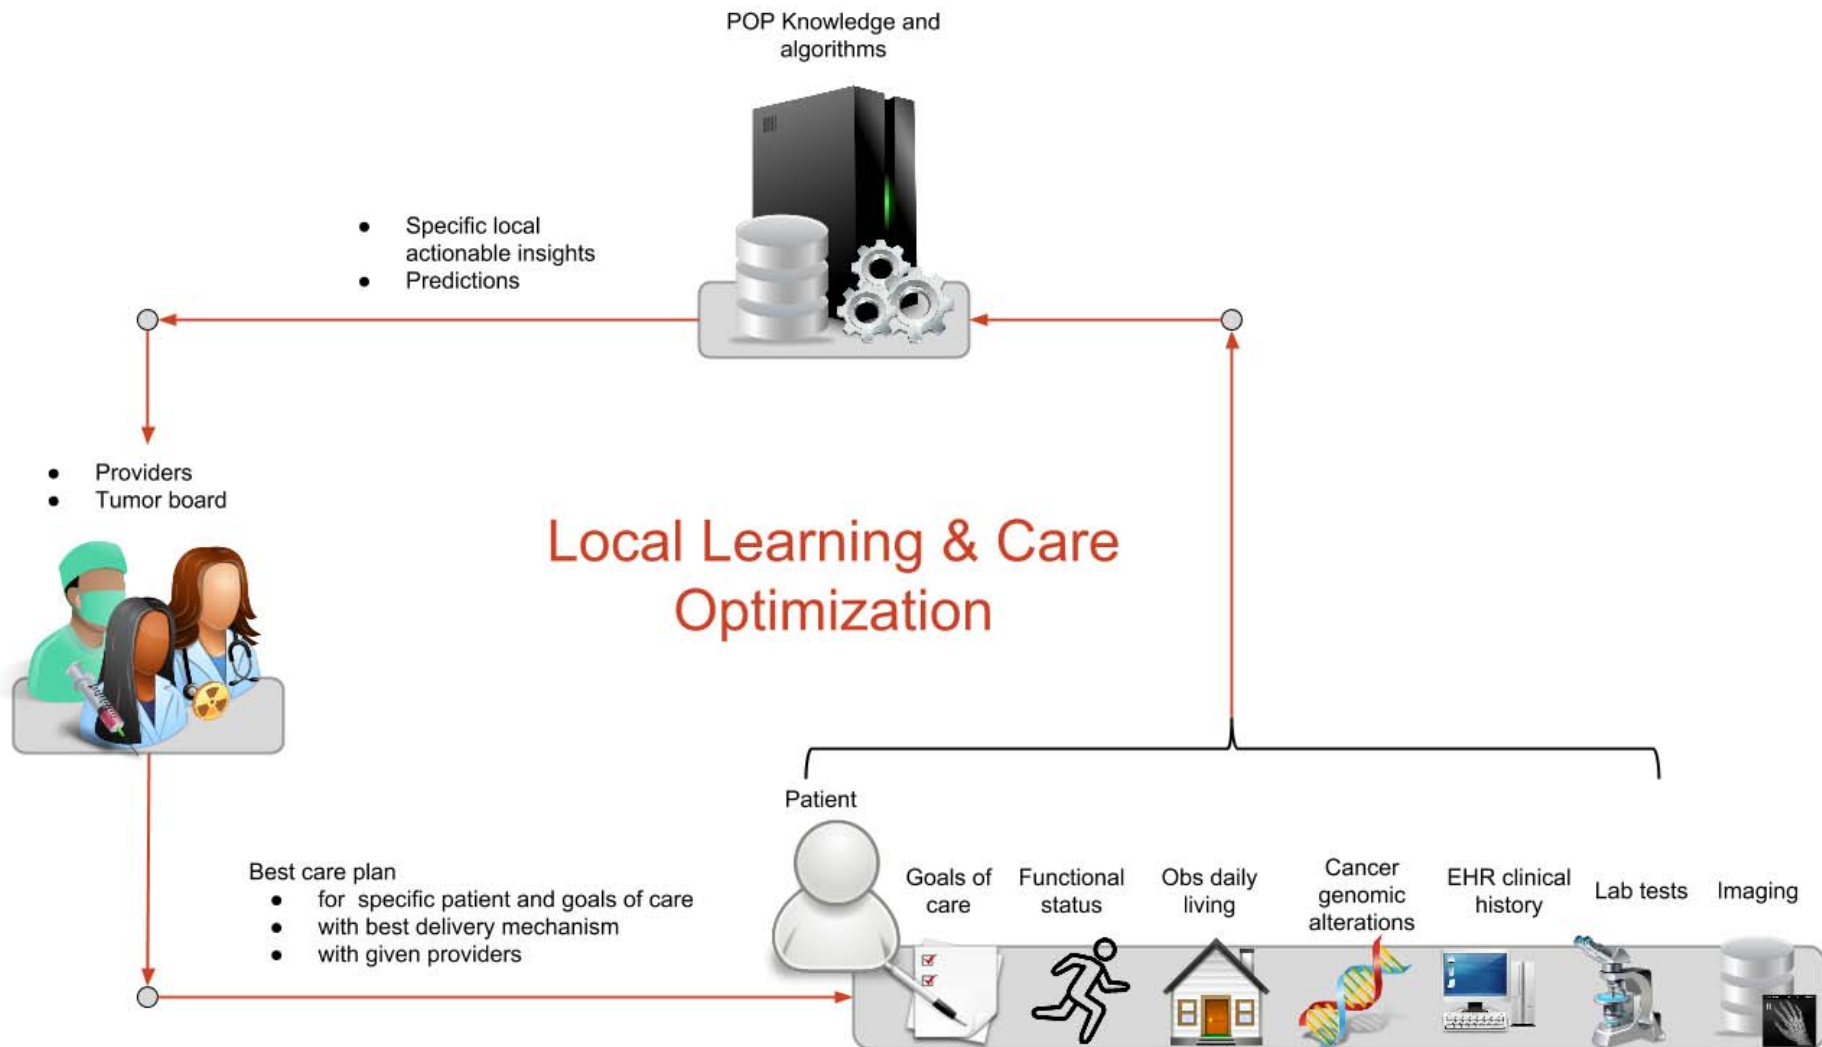 POP Knowledge and
algorithms
● Specific local
actionable insights
● Predictions
● Providers
● Tumor board
Local Learning & Care
Optimization
Patient
Best care plan
● for specific patient and goals of care
● with best delivery mechanism
● with given providers
Goals of
care
Functional
status
Obs daily
living
Cancer
genomic
alterations
EHR clinical
history
Lab tests
Imaging